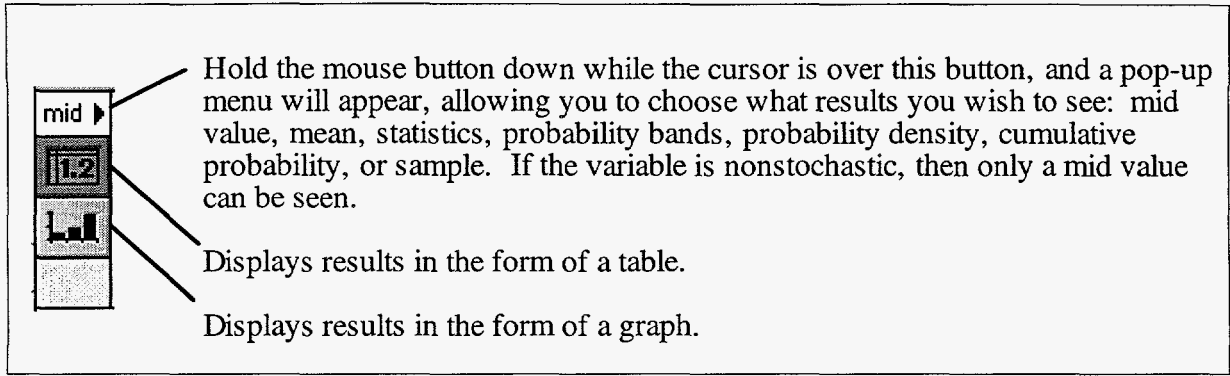 Hold the mouse button down while the cursor is over this button, and a pop-up
menu will appear, allowing you to choose what results you wish to see: mid
value, mean, statistics, probability bands, probability density, cumulative
probability, or sample. If the variable is nonstochastic, then only a mid value
can be seen.
mid
1.2
Displays results in the form of a table.
Displays results in the form of a graph.